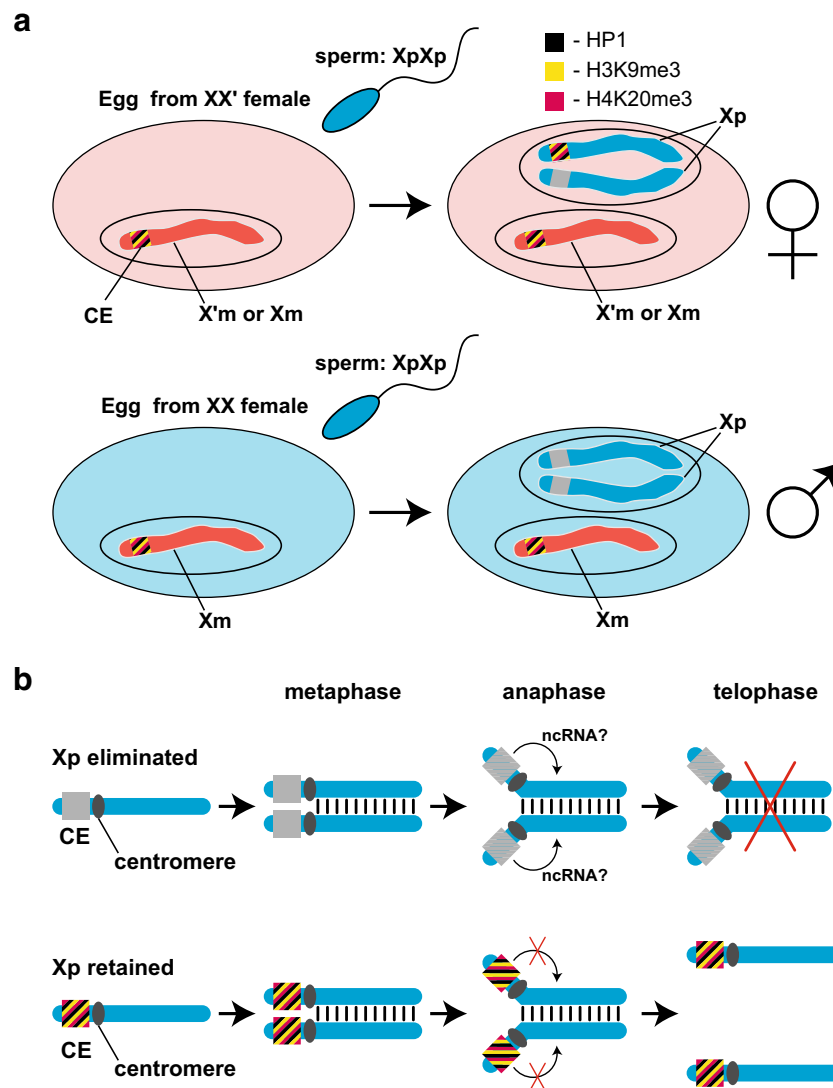 a
sperm: XpXp
- HP1
- H3K9me3
- H4K20me3
Egg from XX' female
Xp
CE
X'm or Xm
X'm or Xm
sperm: XpXp
Egg from XX female
Xp
Xm
Xm
b
metaphase
anaphase
telophase
Xp eliminated
ncRNA?
CE
centromere
ncRNA?
Xp retained
CE
centromere